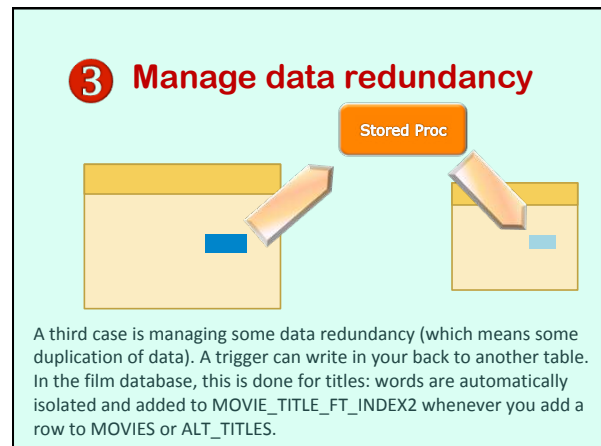 3 Manage data redundancy
Stored Proc
A third case is managing some data redundancy (which means some
duplication of data). A trigger can write in your back to another table.
In the film database, this is done for titles: words are automatically
isolated and added to MOVIE_TITLE_FT_INDEX2 whenever you add a
row to MOVIES or ALT_TITLES.